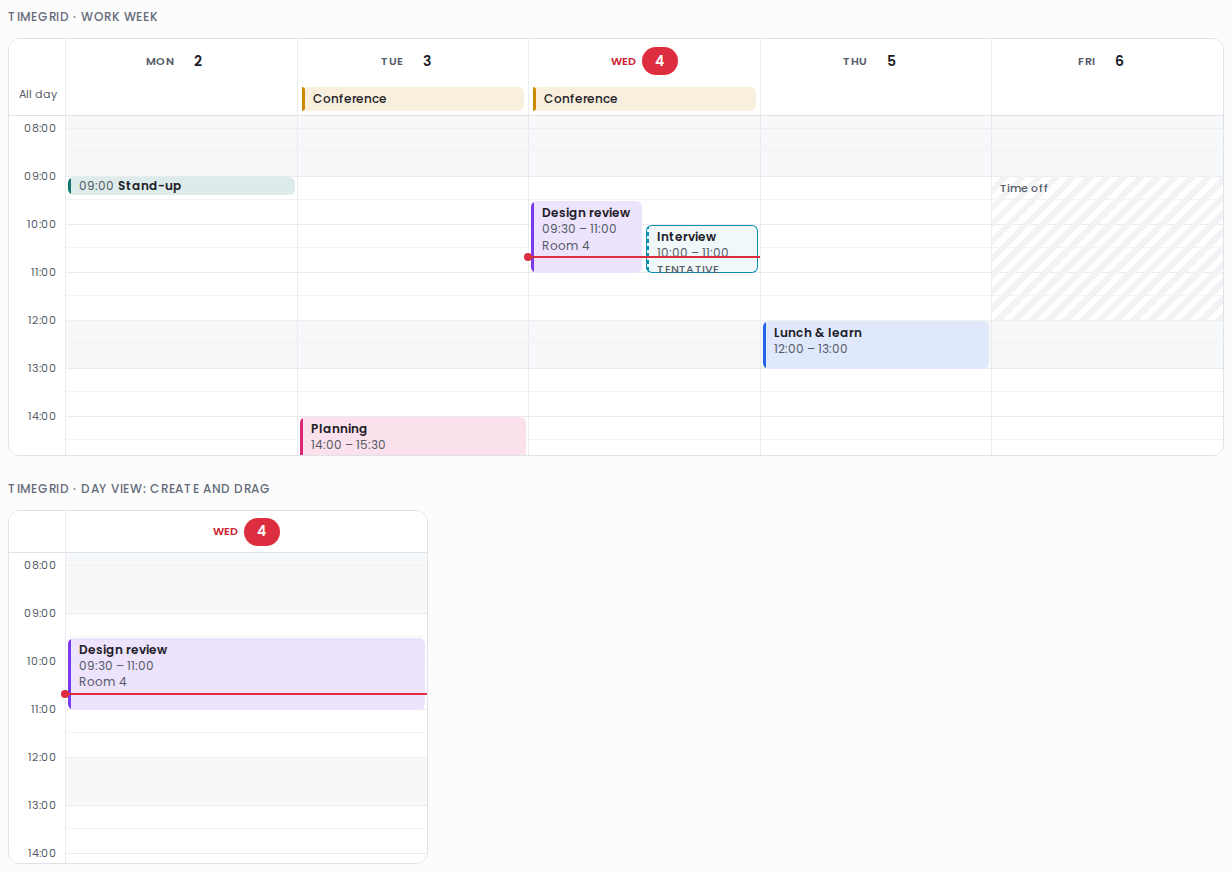 TIMEGRID · WORK WEEK
MON 2
TUE 3
WED 4
THU 5
FRI 6
All day
Conference
Conference
08:00
09:00
09:00 Stand-up
Time off
Design review
09:30 – 11:00
Room 4
10:00
Interview
10:00 – 11:00
TENTATIVE
11:00
12:00
Lunch & learn
12:00 – 13:00
13:00
14:00
Planning
14:00 – 15:30
TIMEGRID · DAY VIEW: CREATE AND DRAG
WED 4
08:00
09:00
Design review
09:30 – 11:00
Room 4
10:00
11:00
12:00
13:00
14:00